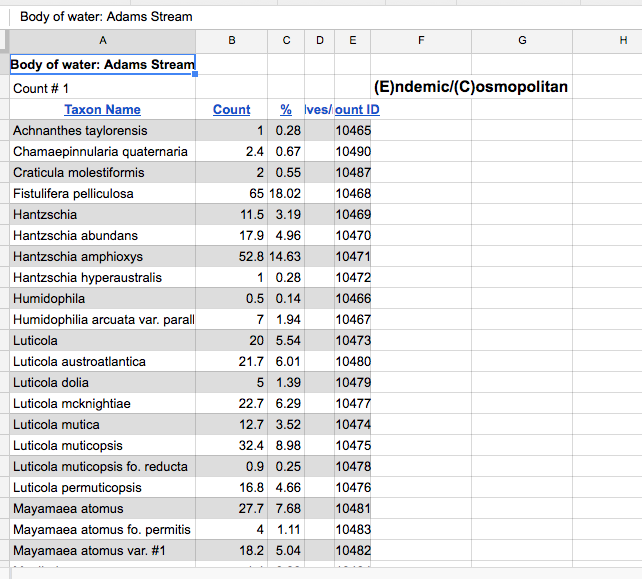 Body of water: Adams Stream
A B C D E F G H
Body of water: Adams Stream
Count # 1 (E)ndemic/(C)osmopolitan
Taxon Name Count % lves/ ount ID
Achnanthes taylorensis 1 0.28 10465
Chamaepinnularia quaternaria 2.4 0.67 10490
Craticula molestiformis 2 0.55 10487
Fistulifera pelliculosa 65 18.02 10468
Hantzschia 11.5 3.19 10469
Hantzschia abundans 17.9 4.96 10470
Hantzschia amphioxys 52.8 14.63 10471
Hantzschia hyperaustralis 1 0.28 10472
Humidophila 0.5 0.14 10466
Humidophilia arcuata var. parall 7 1.94 10467
Luticola 20 5.54 10473
Luticola austroatlantica 21.7 6.01 10480
Luticola dolia 5 1.39 10479
Luticola mcknightiae 22.7 6.29 10477
Luticola mutica 12.7 3.52 10474
Luticola muticopsis 32.4 8.98 10475
Luticola muticopsis fo. reducta 0.9 0.25 10478
Luticola permuticopsis 16.8 4.66 10476
Mayamaea atomus 27.7 7.68 10481
Mayamaea atomus fo. permitis 4 1.11 10483
Mayamaea atomus var. #1 18.2 5.04 10482